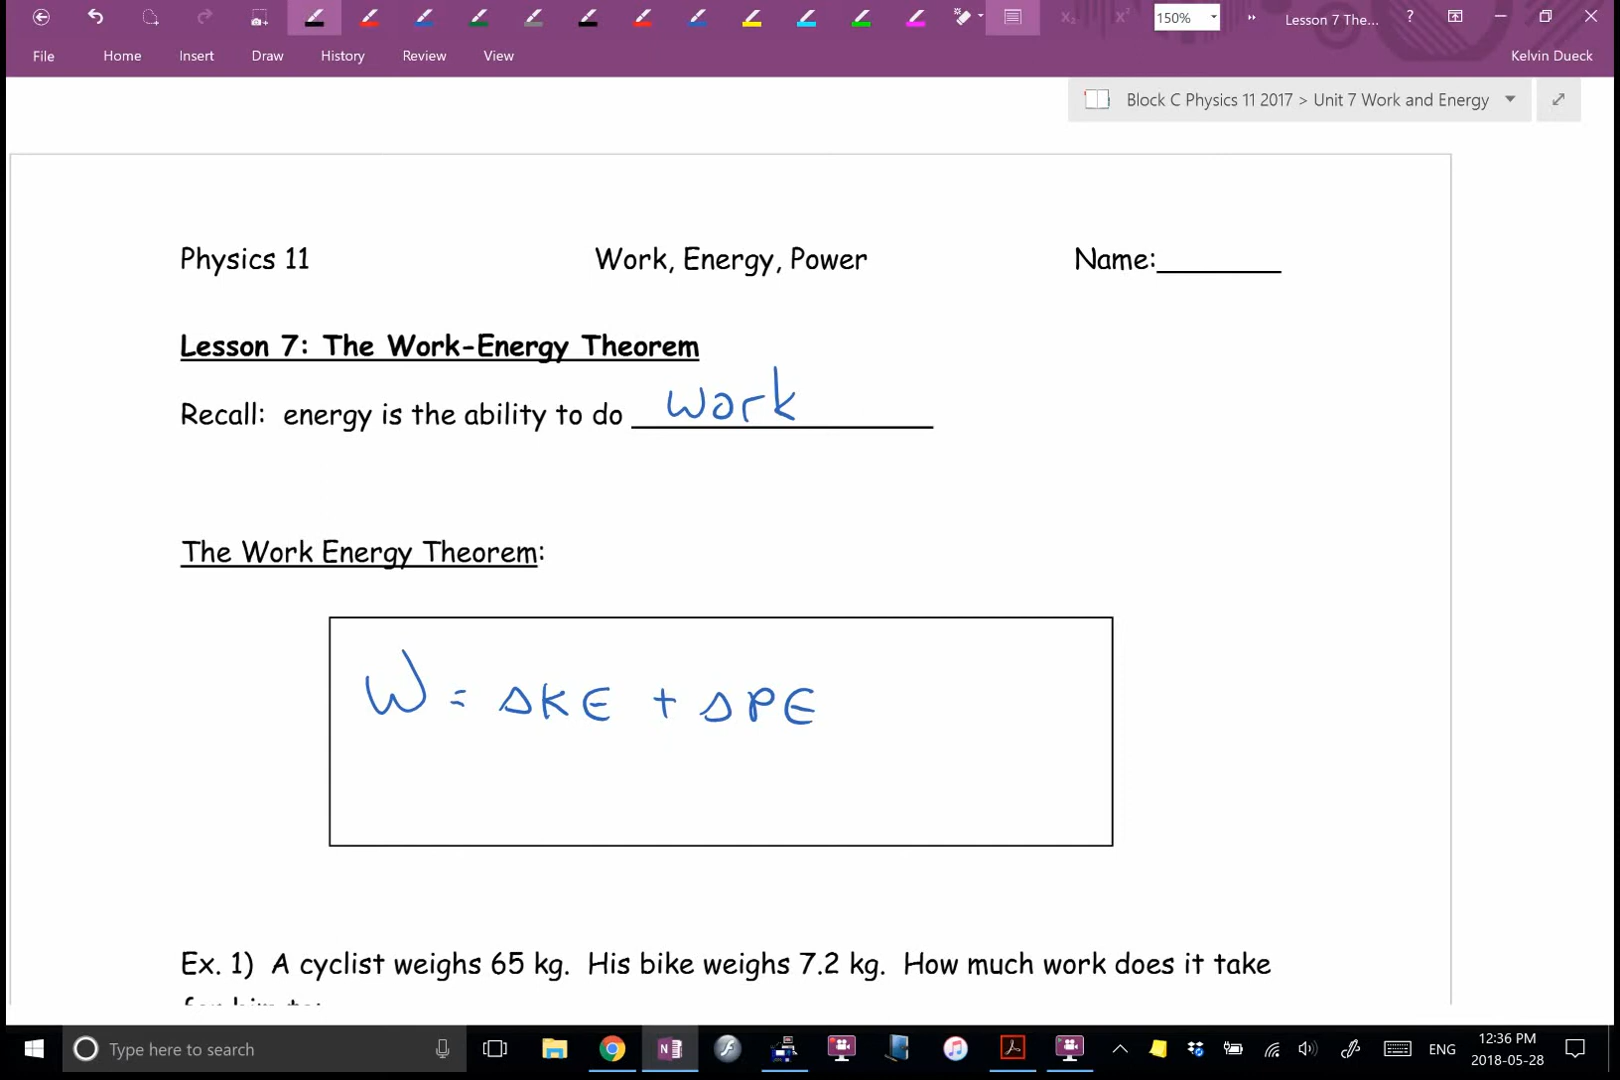 150%
Lesson 7 The...
?
File Home Insert Draw History Review View
Kelvin Dueck
Block C Physics 11 2017 > Unit 7 Work and Energy
Physics 11 Work, Energy, Power Name:_______
Lesson 7: The Work-Energy Theorem
Recall: energy is the ability to do work
The Work Energy Theorem:
W = ΔKE + ΔPE
Ex. 1) A cyclist weighs 65 kg. His bike weighs 7.2 kg. How much work does it take
for him to:
Type here to search
ENG
12:36 PM
2018-05-28